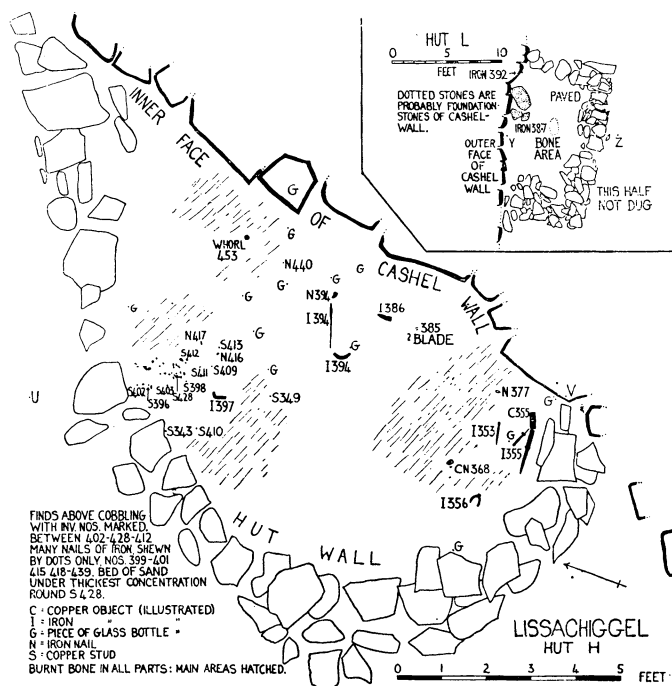 HUT L
0 5 10
FEET
IRON 392
DOTTED STONES ARE
PROBABLY FOUNDATION
STONES OF CASHEL-
WALL.
PAVED
IRON 387
BONE
AREA
Y
Z
OUTER
FACE
OF
CASHEL
WALL
THIS HALF
NOT DUG
INNER FACE OF CASHEL WALL
G
WHORL
453
G
N440
G
G
G
N394
I394
G
G
I386
385
BLADE
G
I394
G
N417
S413
S412
N416
S411
S409
S402
S403
S398
S428
S396
I397
G
S349
S343
S410
U
N377
G
V
C355
I353
G
I355
CN368
I356
G
HUT WALL
FINDS ABOVE COBBLING
WITH INV. NOS. MARKED.
BETWEEN 402-428-412
MANY NAILS OF IRON SHEWN
BY DOTS ONLY, NOS. 399-401
415 418-439. BED OF SAND
UNDER THICKEST CONCENTRATION
ROUND S 428.
C = COPPER OBJECT (ILLUSTRATED)
I = IRON " "
G = PIECE OF GLASS BOTTLE "
N = IRON NAIL
S = COPPER STUD
BURNT BONE IN ALL PARTS: MAIN AREAS HATCHED.
LISSACHIGGEL
HUT H
0 1 2 3 4 5 FEET